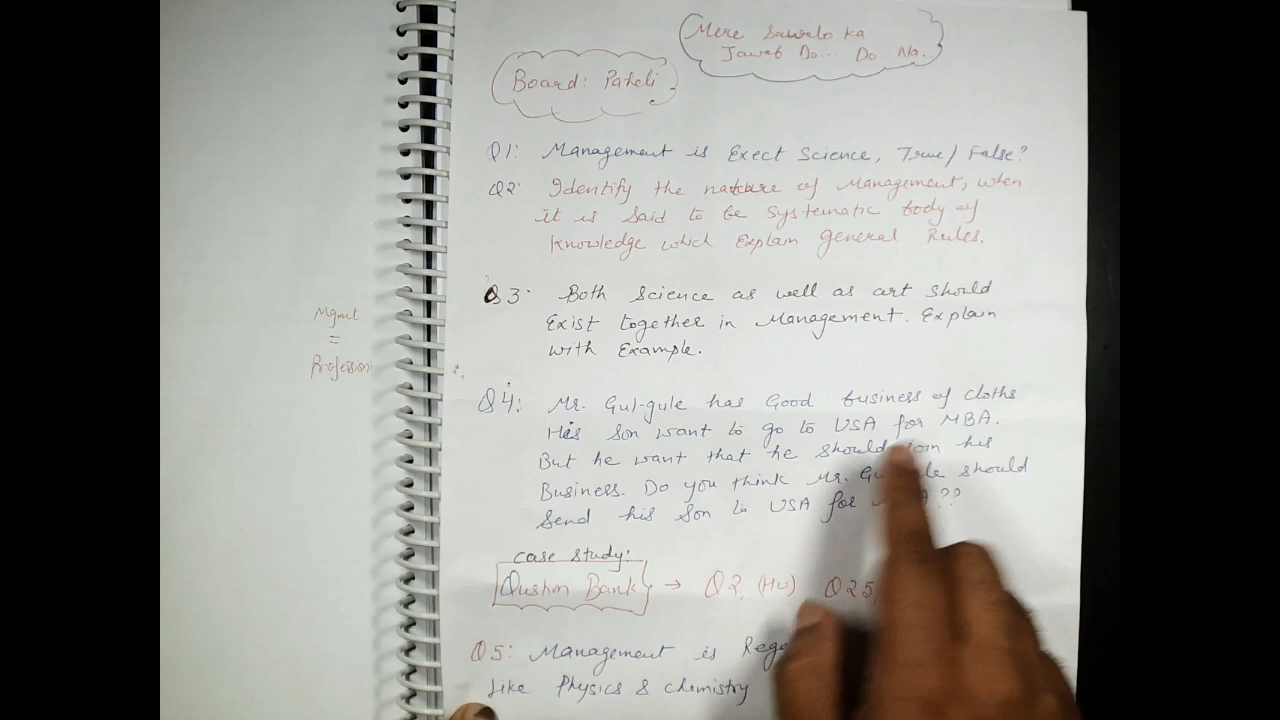 Mere Sawalo ka
Jawab Do... Do. Na.
Board: Paheli
Q1: Management is Exect Science, True/ False?
Q2: Identify the nature of Management, when
it is Said to be Systematic body of
knowledge which Explain general Rules.
Q3: Both Science as well as art should
Exist together in Management. Explain
with Example.
Mgmt
=
Profession
Q4: Mr. Gul-gule has Good business of cloths
His Son want to go to USA for MBA.
But he want that he should join his
Business. Do you think Mr. should
Send his Son to USA for ??
Case Study:
Qustion Bank → Q2, (HW) Q25,
Q5: Management is
Like Physics & chemistry